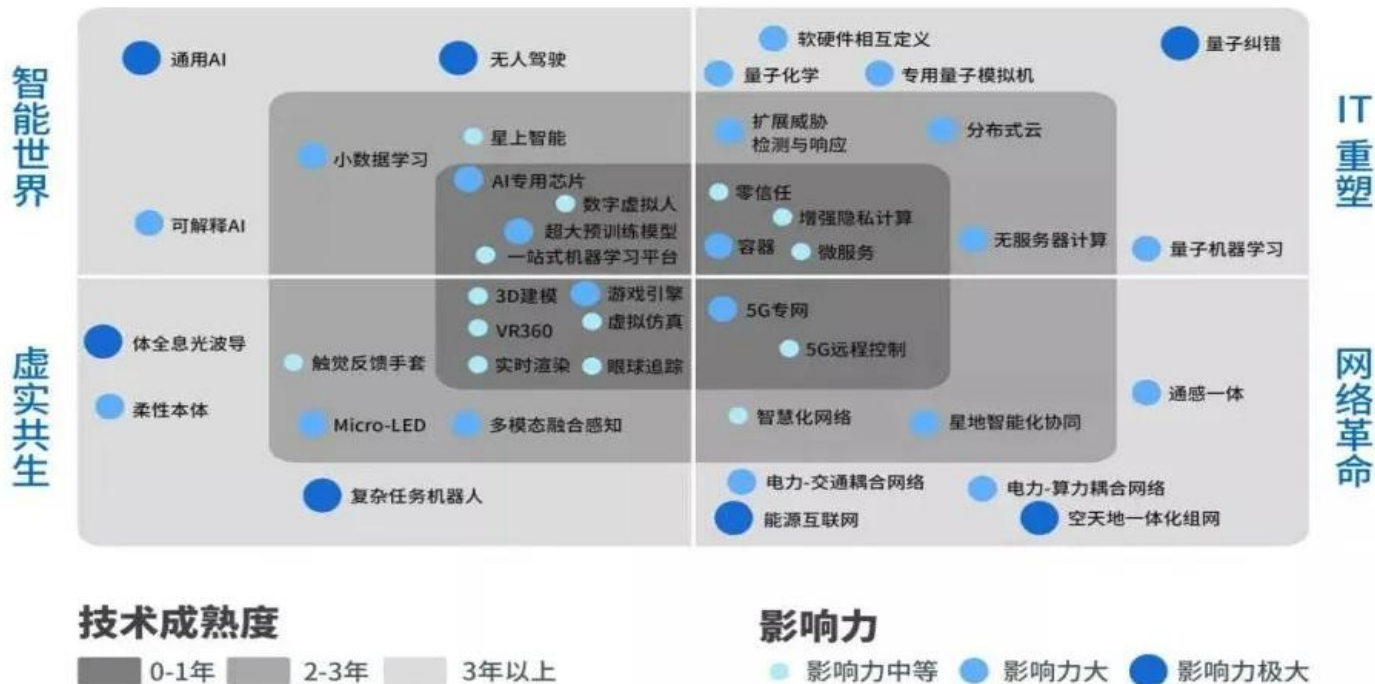 智能世界
IT重塑
虚实共生
网络革命
通用AI
无人驾驶
星上智能
小数据学习
AI专用芯片
数字虚拟人
可解释AI
超大预训练模型
一站式机器学习平台
软硬件相互定义
量子纠错
量子化学
专用量子模拟机
扩展威胁
检测与响应
分布式云
零信任
增强隐私计算
容器
微服务
无服务器计算
量子机器学习
3D建模
游戏引擎
体全息光波导
VR360
虚拟仿真
触觉反馈手套
实时渲染
眼球追踪
柔性本体
Micro-LED
多模态融合感知
复杂任务机器人
5G专网
5G远程控制
通感一体
智慧化网络
星地智能化协同
电力-交通耦合网络
电力-算力耦合网络
能源互联网
空天地一体化组网
技术成熟度
0-1年
2-3年
3年以上
影响力
影响力中等
影响力大
影响力极大